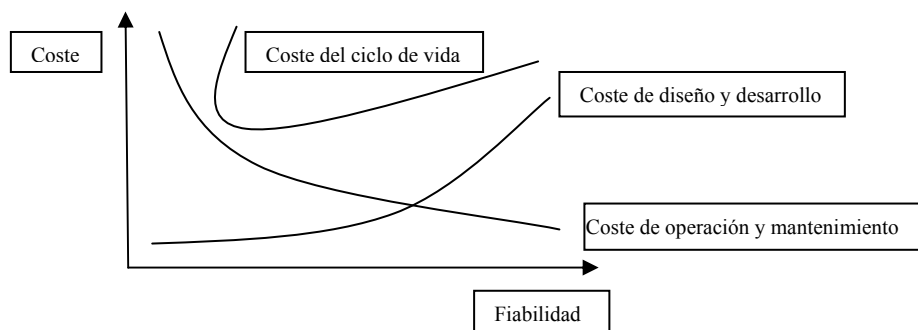 Coste
Coste del ciclo de vida
Coste de diseño y desarrollo
Coste de operación y mantenimiento
Fiabilidad